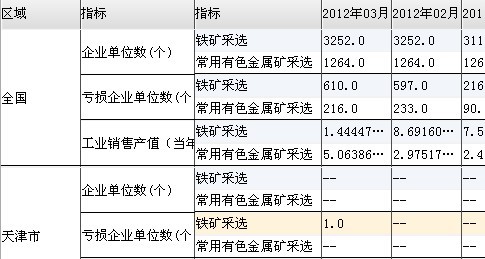 区域 指标 指标 2012年03月 2012年02月 201
全国 企业单位数(个) 铁矿采选 3252.0 3252.0 311
常用有色金属矿采选 1264.0 1264.0 126
亏损企业单位数(个 铁矿采选 610.0 597.0 216
常用有色金属矿采选 216.0 233.0 90.
工业销售产值(当年 铁矿采选 1.44447··· 8.69160··· 7.5
常用有色金属矿采选 5.06386··· 2.97517··· 2.4
天津市 企业单位数(个) 铁矿采选 -- -- --
常用有色金属矿采选 -- -- --
亏损企业单位数(个 铁矿采选 1.0 -- --
常用有色金属矿采选 -- -- --